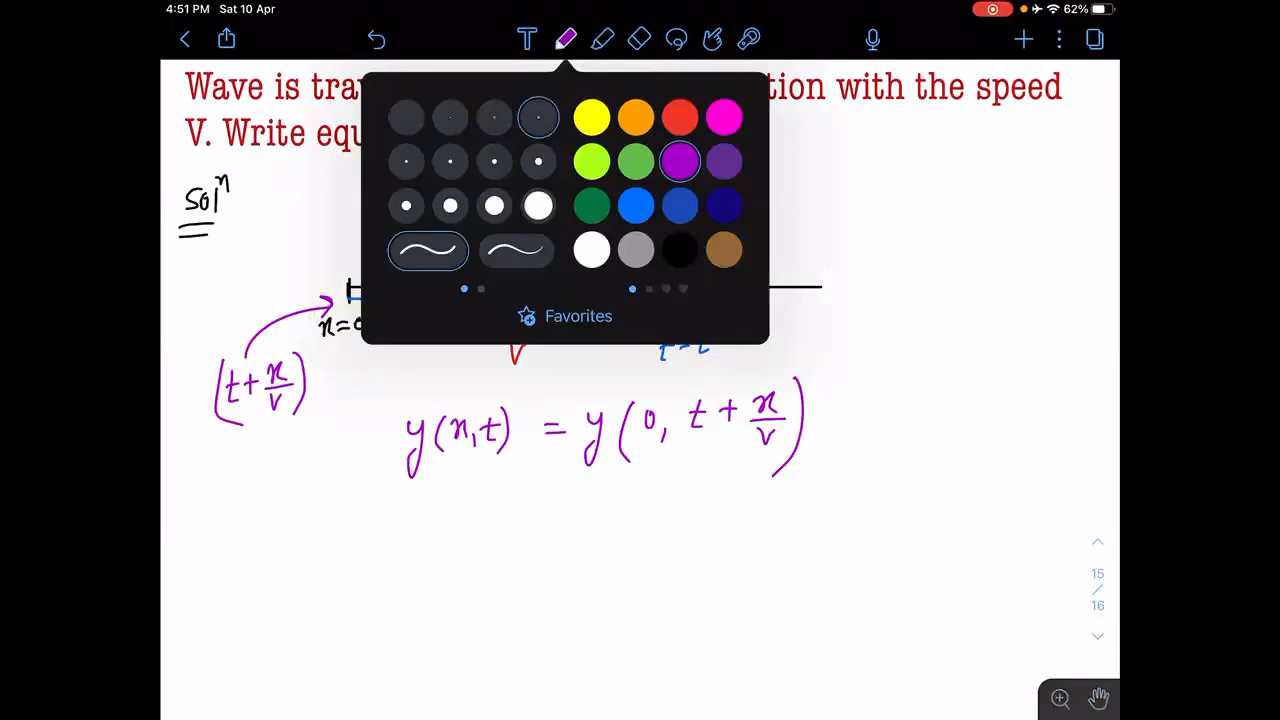 4:51 PM Sat 10 Apr 62%
Wave is tra tion with the speed
V. Write equ
Solⁿ
x=0
V
t=t
(t+x/v)
y(x,t) = y(0, t + x/v)
Favorites
15
/
16